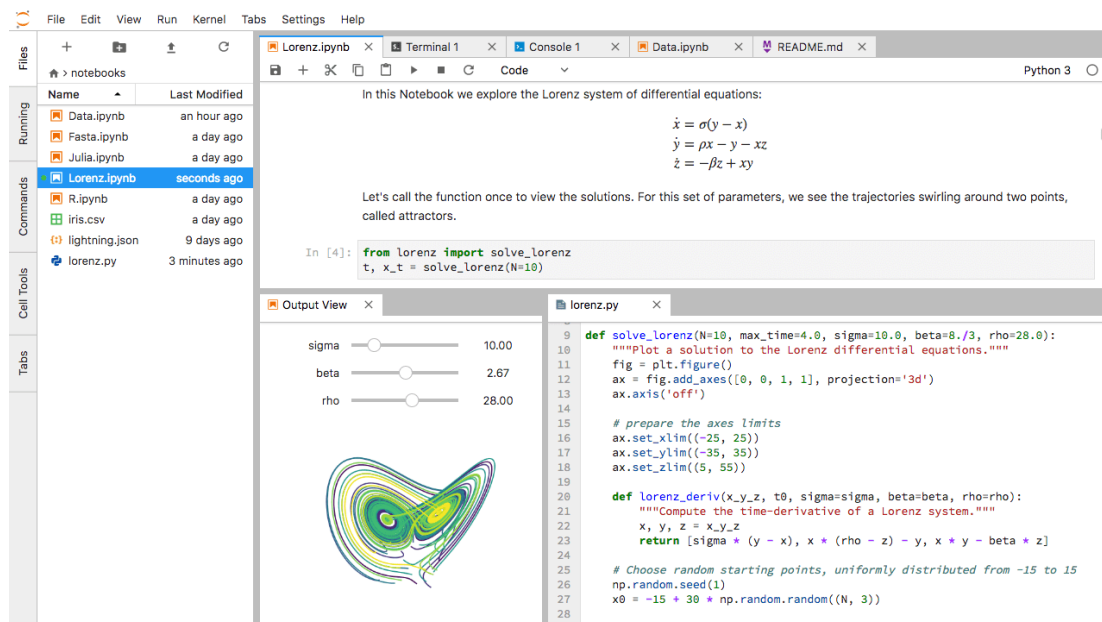 File Edit View Run Kernel Tabs Settings Help
Files
Running
Commands
Cell Tools
Tabs
notebooks
Name Last Modified
Data.ipynb an hour ago
Fasta.ipynb a day ago
Julia.ipynb a day ago
Lorenz.ipynb seconds ago
R.ipynb a day ago
iris.csv a day ago
lightning.json 9 days ago
lorenz.py 3 minutes ago
Lorenz.ipynb Terminal 1 Console 1 Data.ipynb README.md
Code Python 3
In this Notebook we explore the Lorenz system of differential equations:
ẋ = σ(y − x)
ẏ = ρx − y − xz
ż = −βz + xy
Let's call the function once to view the solutions. For this set of parameters, we see the trajectories swirling around two points,
called attractors.
In [4]: from lorenz import solve_lorenz
t, x_t = solve_lorenz(N=10)
Output View
sigma 10.00
beta 2.67
rho 28.00
lorenz.py
9 def solve_lorenz(N=10, max_time=4.0, sigma=10.0, beta=8./3, rho=28.0):
10 """Plot a solution to the Lorenz differential equations."""
11 fig = plt.figure()
12 ax = fig.add_axes([0, 0, 1, 1], projection='3d')
13 ax.axis('off')
14
15 # prepare the axes limits
16 ax.set_xlim((-25, 25))
17 ax.set_ylim((-35, 35))
18 ax.set_zlim((5, 55))
19
20 def lorenz_deriv(x_y_z, t0, sigma=sigma, beta=beta, rho=rho):
21 """Compute the time-derivative of a Lorenz system."""
22 x, y, z = x_y_z
23 return [sigma * (y - x), x * (rho - z) - y, x * y - beta * z]
24
25 # Choose random starting points, uniformly distributed from -15 to 15
26 np.random.seed(1)
27 x0 = -15 + 30 * np.random.random((N, 3))
28